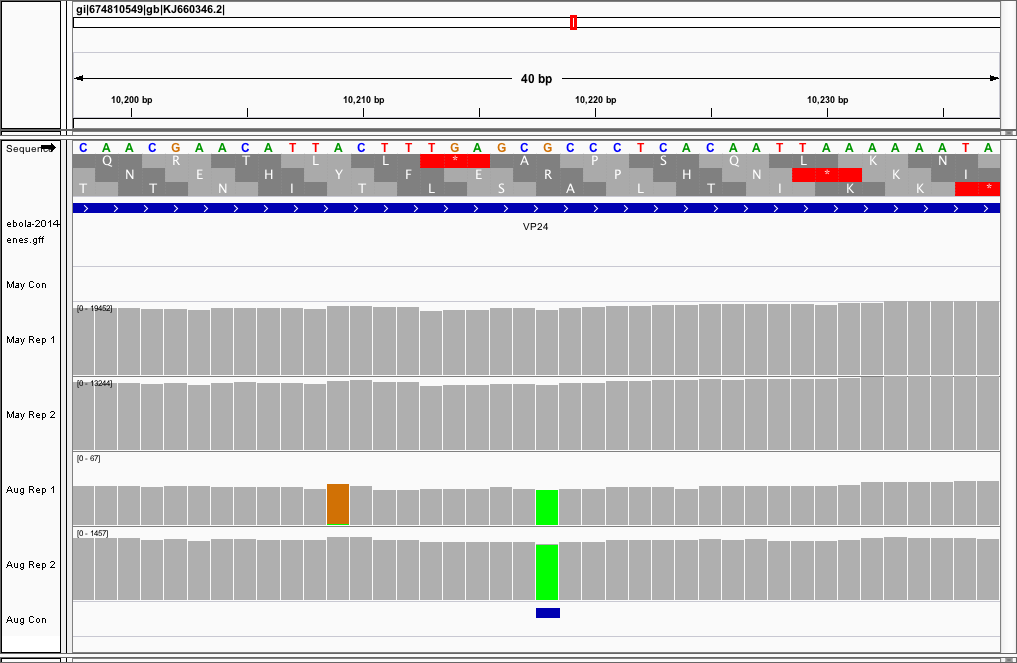 gi|674810549|gb|KJ660346.2|
40 bp
10,200 bp 10,210 bp 10,220 bp 10,230 bp
Sequence
C A A C G A A C A T T A C T T T G A G C G C C C T C A C A A T T A A A A A A T A
Q R T L L * A P S Q L K N
N E H Y F E R P H N * K I
T T N I T L S A L T I K K *
ebola-2014-
enes.gff
VP24
May Con
[0 - 19452]
May Rep 1
[0 - 13244]
May Rep 2
[0 - 67]
Aug Rep 1
[0 - 1457]
Aug Rep 2
Aug Con